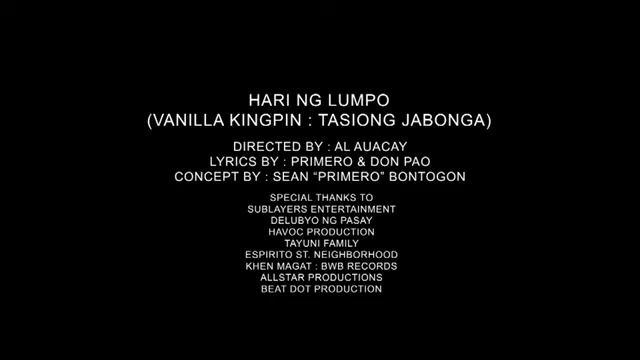 HARI NG LUMPO
(VANILLA KINGPIN : TASIONG JABONGA)
DIRECTED BY : AL AUACAY
LYRICS BY : PRIMERO & DON PAO
CONCEPT BY : SEAN “PRIMERO” BONTOGON
SPECIAL THANKS TO
SUBLAYERS ENTERTAINMENT
DELUBYO NG PASAY
HAVOC PRODUCTION
TAYUNI FAMILY
ESPIRITO ST. NEIGHBORHOOD
KHEN MAGAT : BWB RECORDS
ALLSTAR PRODUCTIONS
BEAT DOT PRODUCTION